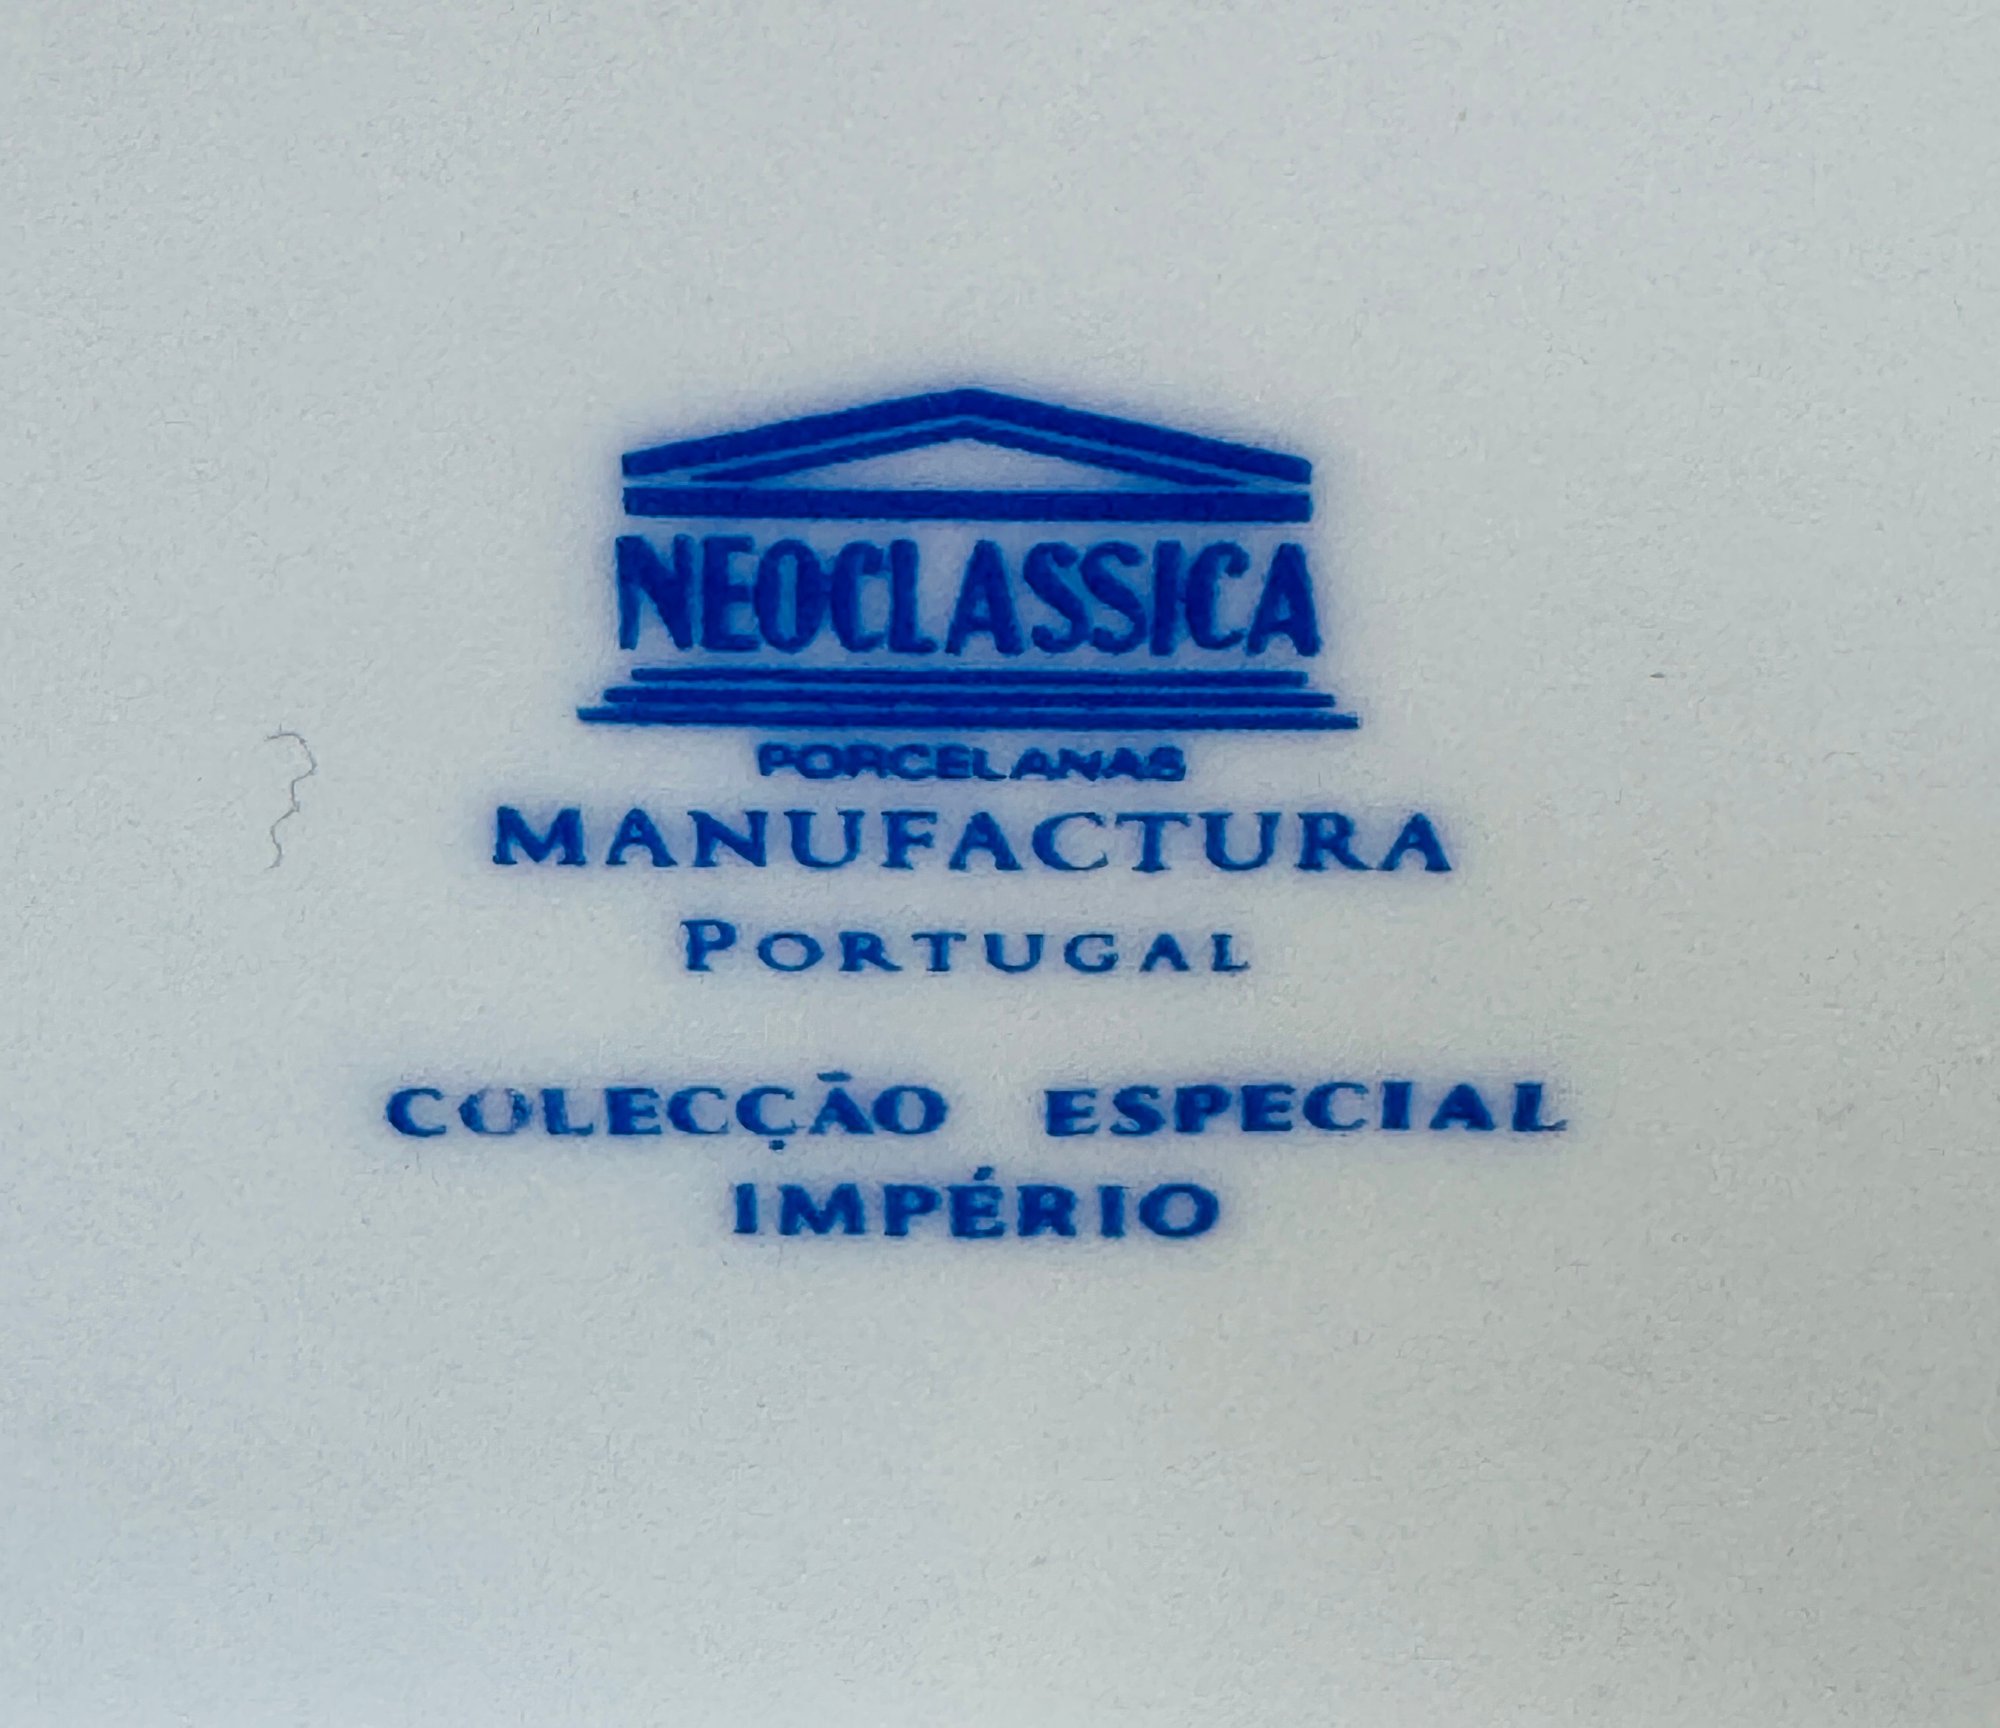 NEOCLASSICA
PORCELANAS
MANUFACTURA
PORTUGAL
COLECÇÃO ESPECIAL
IMPÉRIO